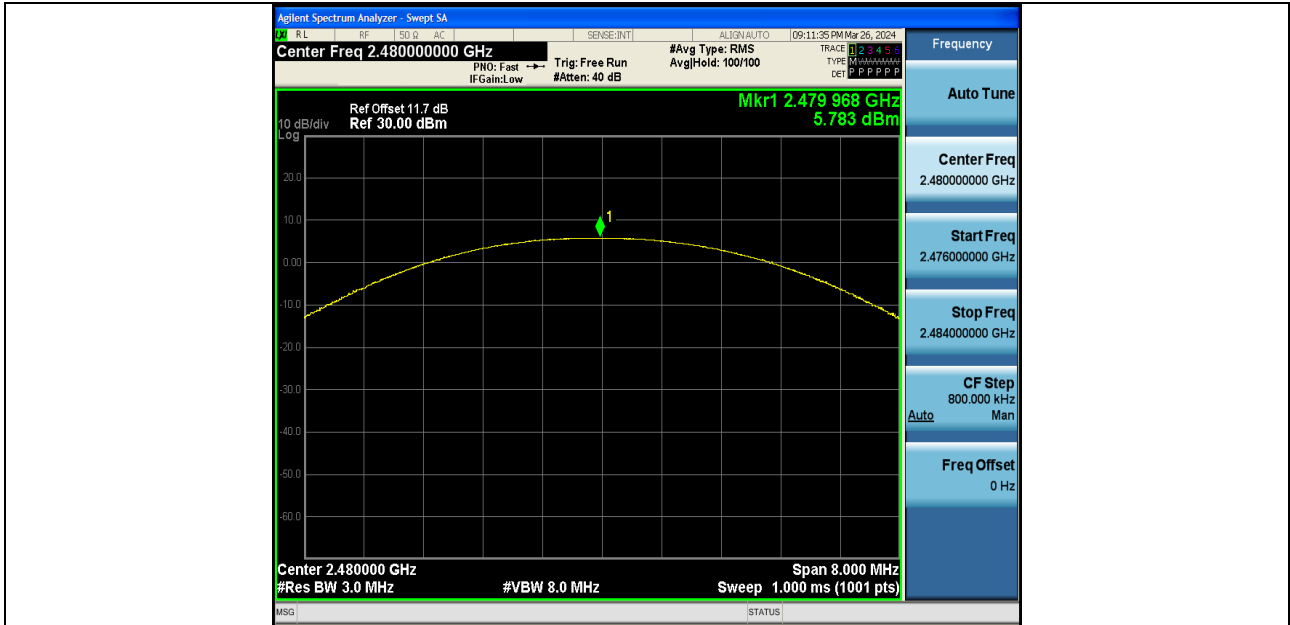 Agilent Spectrum Analyzer - Swept SA
RL RF 50 Ω AC SENSE:INT ALIGN AUTO 09:11:35 PM Mar 26, 2024
Center Freq 2.480000000 GHz
PNO: Fast
IFGain:Low
Trig: Free Run
#Atten: 40 dB
#Avg Type: RMS
Avg|Hold: 100/100
TRACE 1 2 3 4 5 6
TYPE M
DET P P P P P P
Frequency
Auto Tune
Center Freq
2.480000000 GHz
Start Freq
2.476000000 GHz
Stop Freq
2.484000000 GHz
CF Step
800.000 kHz
Auto Man
Freq Offset
0 Hz
Mkr1 2.479 968 GHz
5.783 dBm
Ref Offset 11.7 dB
10 dB/div Ref 30.00 dBm
Log
20.0
10.0
0.00
-10.0
-20.0
-30.0
-40.0
-50.0
-60.0
1
Center 2.480000 GHz Span 8.000 MHz
#Res BW 3.0 MHz #VBW 8.0 MHz Sweep 1.000 ms (1001 pts)
MSG STATUS